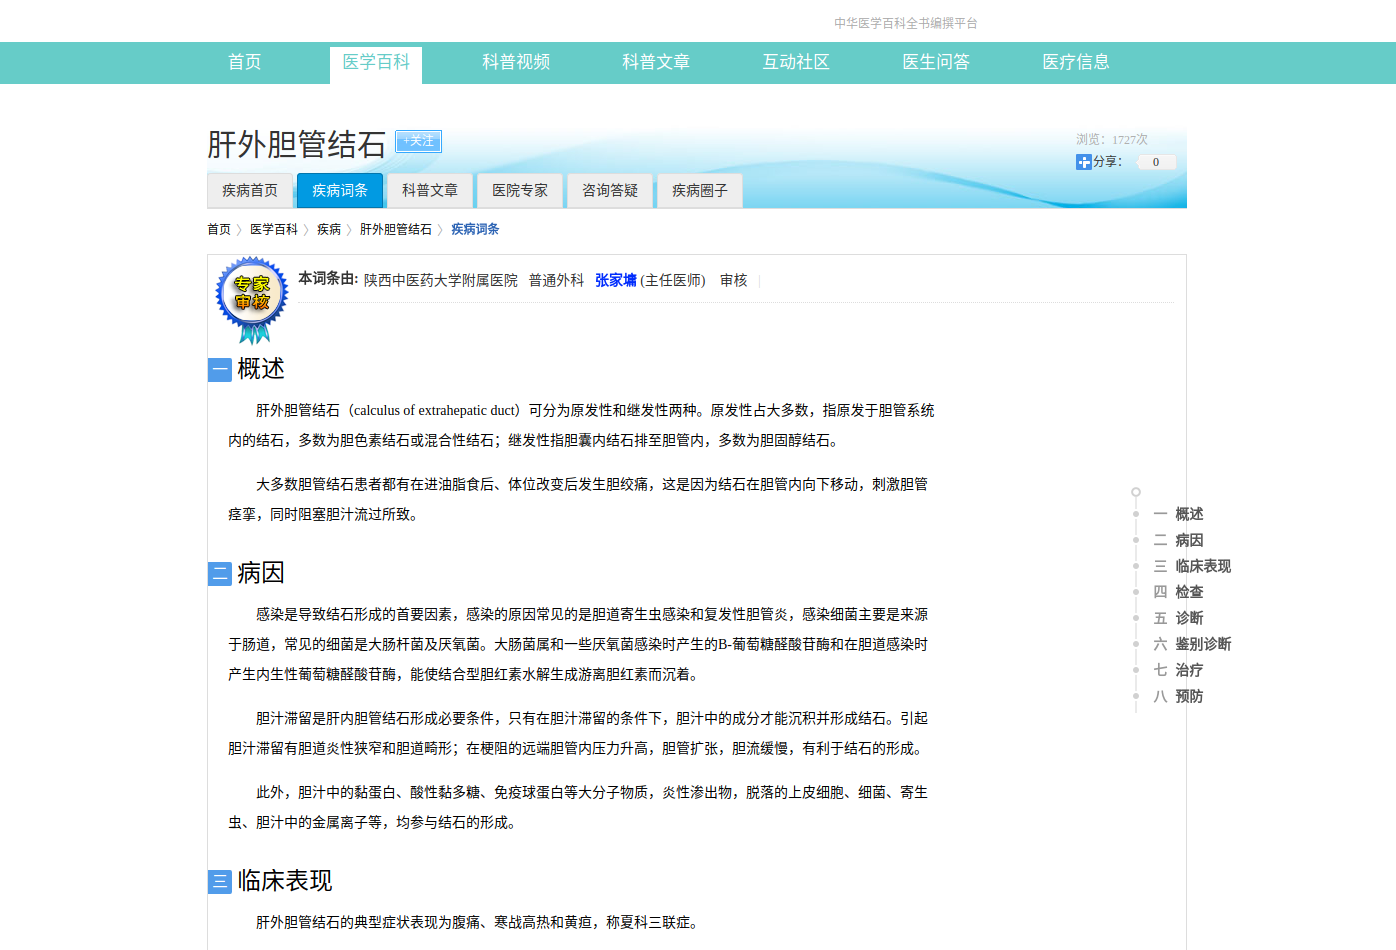 中华医学百科全书编撰平台
首页 医学百科 科普视频 科普文章 互动社区 医生问答 医疗信息
肝外胆管结石 +关注
浏览：1727次
分享： 0
疾病首页 疾病词条 科普文章 医院专家 咨询答疑 疾病圈子
首页 〉 医学百科 〉 疾病 〉 肝外胆管结石 〉 疾病词条
专家
审核
本词条由: 陕西中医药大学附属医院 普通外科 张家墉 (主任医师) 审核 |
一 概述
肝外胆管结石（calculus of extrahepatic duct）可分为原发性和继发性两种。原发性占大多数，指原发于胆管系统
内的结石，多数为胆色素结石或混合性结石；继发性指胆囊内结石排至胆管内，多数为胆固醇结石。
大多数胆管结石患者都有在进油脂食后、体位改变后发生胆绞痛，这是因为结石在胆管内向下移动，刺激胆管
痉挛，同时阻塞胆汁流过所致。
二 病因
感染是导致结石形成的首要因素，感染的原因常见的是胆道寄生虫感染和复发性胆管炎，感染细菌主要是来源
于肠道，常见的细菌是大肠杆菌及厌氧菌。大肠菌属和一些厌氧菌感染时产生的B-葡萄糖醛酸苷酶和在胆道感染时
产生内生性葡萄糖醛酸苷酶，能使结合型胆红素水解生成游离胆红素而沉着。
胆汁滞留是肝内胆管结石形成必要条件，只有在胆汁滞留的条件下，胆汁中的成分才能沉积并形成结石。引起
胆汁滞留有胆道炎性狭窄和胆道畸形；在梗阻的远端胆管内压力升高，胆管扩张，胆流缓慢，有利于结石的形成。
此外，胆汁中的黏蛋白、酸性黏多糖、免疫球蛋白等大分子物质，炎性渗出物，脱落的上皮细胞、细菌、寄生
虫、胆汁中的金属离子等，均参与结石的形成。
三 临床表现
肝外胆管结石的典型症状表现为腹痛、寒战高热和黄疸，称夏科三联症。
一 概述
二 病因
三 临床表现
四 检查
五 诊断
六 鉴别诊断
七 治疗
八 预防